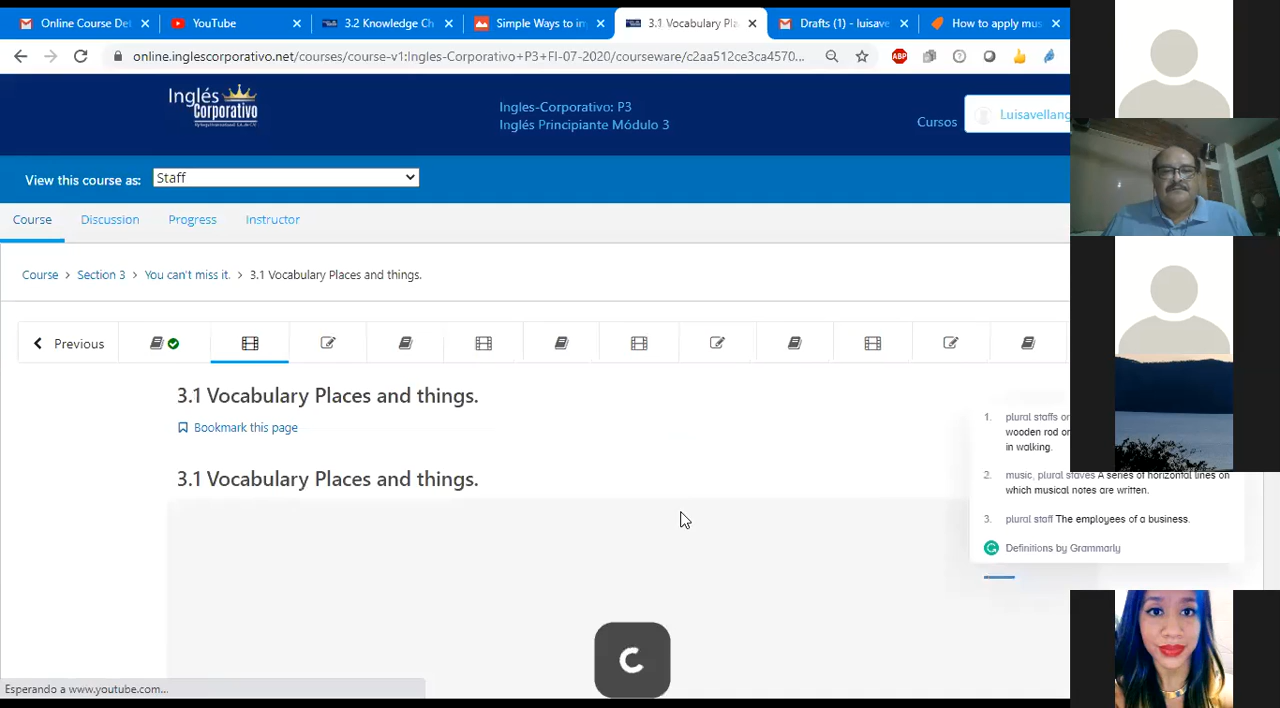 Online Course Det
YouTube
3.2 Knowledge Ch
Simple Ways to im
3.1 Vocabulary Pla
Drafts (1) - luisave
How to apply mus
online.inglescorporativo.net/courses/course-v1:Ingles-Corporativo+P3+FI-07-2020/courseware/c2aa512ce3ca4570...
ABP
Inglés
Corporativo
Ingles-Corporativo: P3
Inglés Principiante Módulo 3
Cursos
Luisavellang
View this course as:
Staff
Course
Discussion
Progress
Instructor
Course > Section 3 > You can't miss it. > 3.1 Vocabulary Places and things.
Previous
3.1 Vocabulary Places and things.
Bookmark this page
3.1 Vocabulary Places and things.
1. plural staffs or
wooden rod or
in walking.
2. music, plural staves A series of horizontal lines on
which musical notes are written.
3. plural staff The employees of a business.
Definitions by Grammarly
Esperando a www.youtube.com...